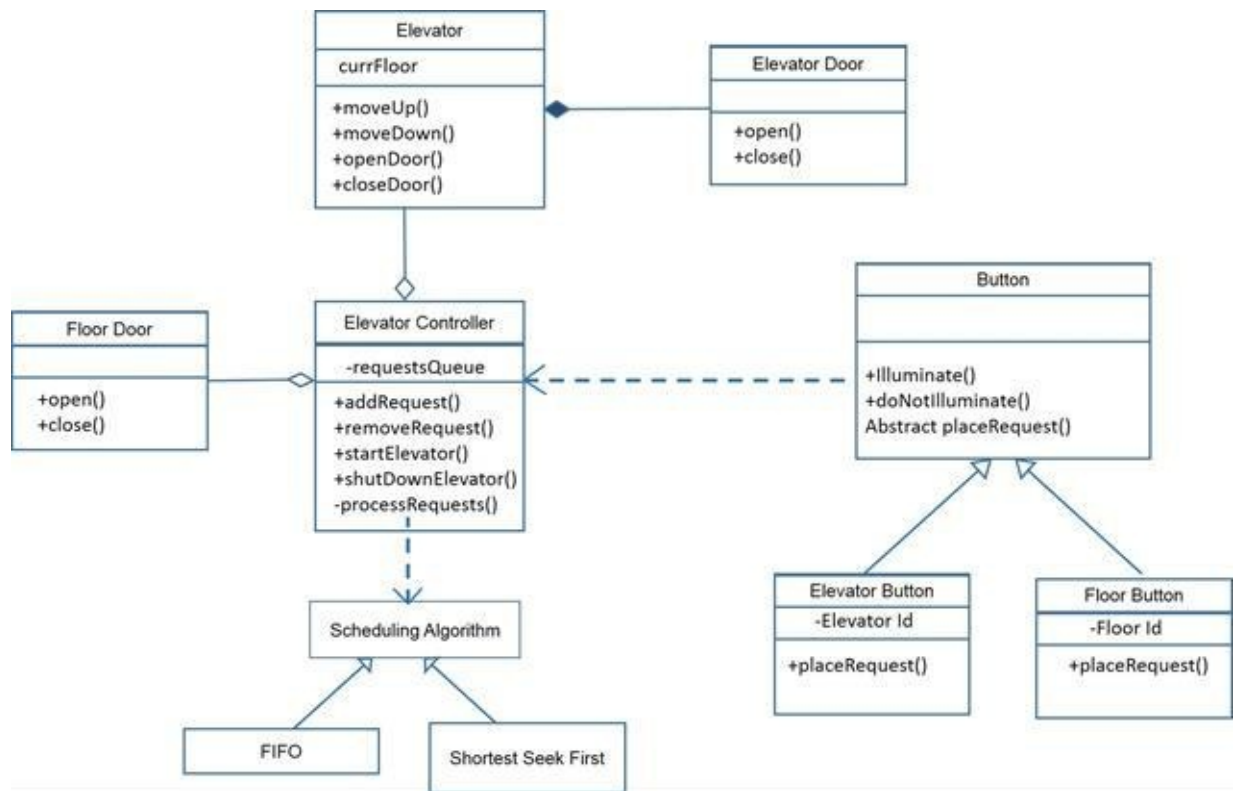 Elevator
currFloor
+moveUp()
+moveDown()
+openDoor()
+closeDoor()
Elevator Door
+open()
+close()
Floor Door
+open()
+close()
Elevator Controller
-requestsQueue
+addRequest()
+removeRequest()
+startElevator()
+shutDownElevator()
-processRequests()
Button
+Illuminate()
+doNotIlluminate()
Abstract placeRequest()
Elevator Button
-Elevator Id
+placeRequest()
Floor Button
-Floor Id
+placeRequest()
Scheduling Algorithm
FIFO
Shortest Seek First